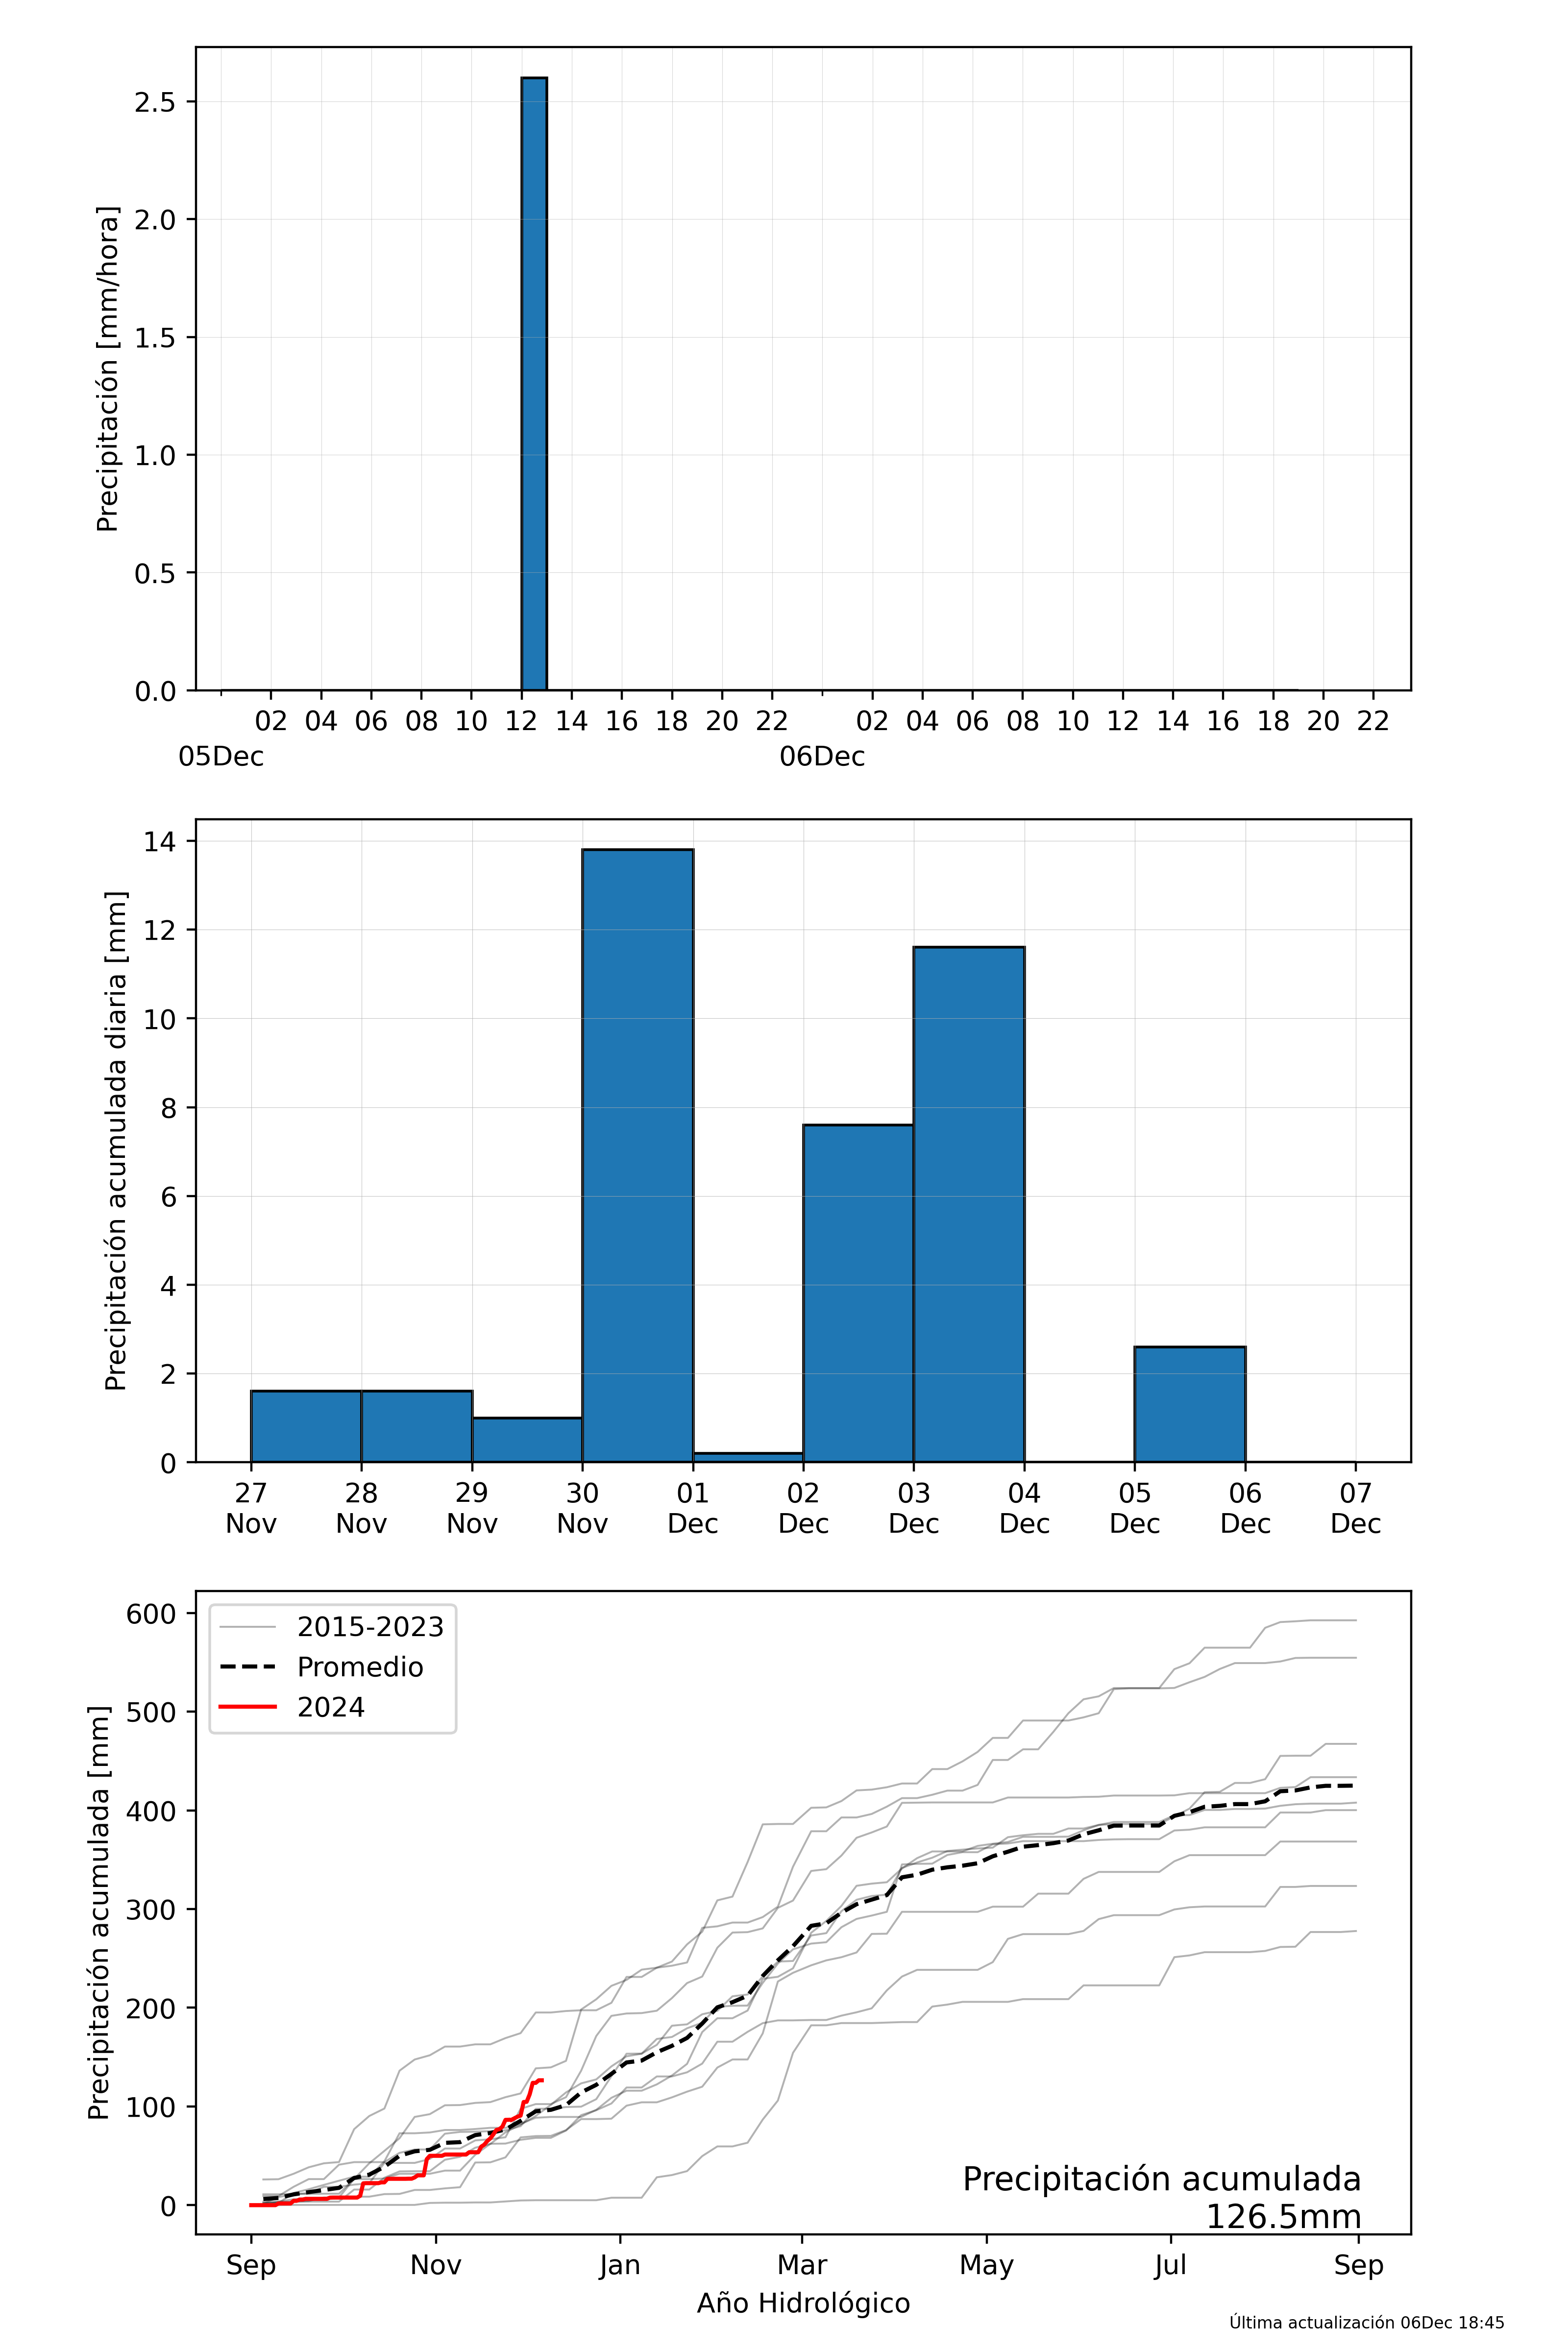 Precipitación [mm/hora]
2.5
2.0
1.5
1.0
0.5
0.0
02 04 06 08 10 12 14 16 18 20 22 02 04 06 08 10 12 14 16 18 20 22
05Dec 06Dec
Precipitación acumulada diaria [mm]
14
12
10
8
6
4
2
0
27 28 29 30 01 02 03 04 05 06 07
Nov Nov Nov Nov Dec Dec Dec Dec Dec Dec Dec
Precipitación acumulada [mm]
600
500
400
300
200
100
0
2015-2023
Promedio
2024
Precipitación acumulada
126.5mm
Sep Nov Jan Mar May Jul Sep
Año Hidrológico
Última actualización 06Dec 18:45